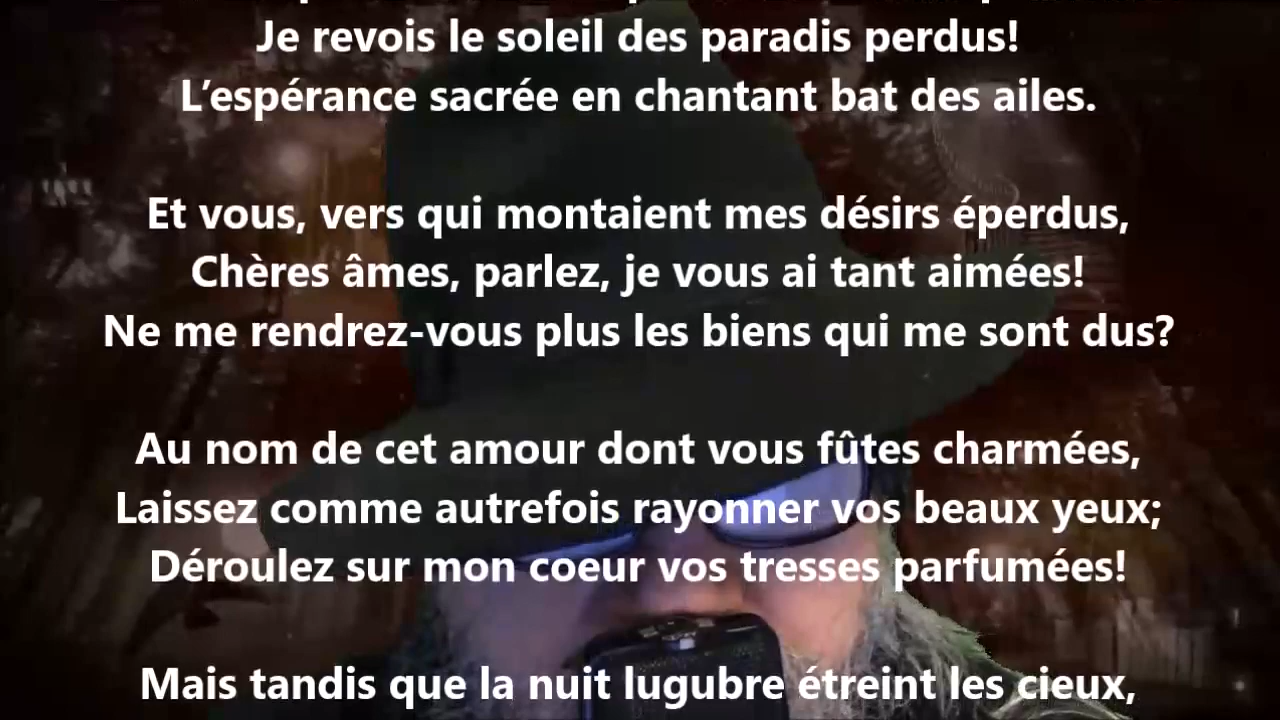 Je revois le soleil des paradis perdus!
L’espérance sacrée en chantant bat des ailes.
Et vous, vers qui montaient mes désirs éperdus,
Chères âmes, parlez, je vous ai tant aimées!
Ne me rendrez-vous plus les biens qui me sont dus?
Au nom de cet amour dont vous fûtes charmées,
Laissez comme autrefois rayonner vos beaux yeux;
Déroulez sur mon coeur vos tresses parfumées!
Mais tandis que la nuit lugubre étreint les cieux,